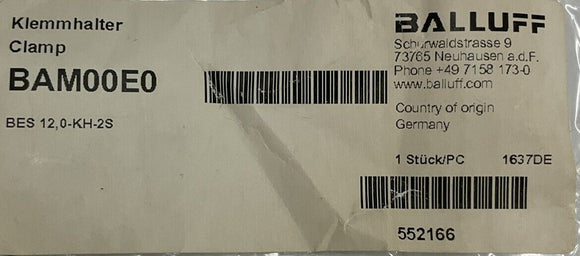 Klemmhalter
Clamp
BAM00E0
BES 12,0-KH-2S
BALLUFF
Schurwaldstrasse 9
73765 Neuhausen a.d.F.
Phone +49 7158 173-0
www.balluff.com
Country of origin
Germany
1 Stück/PC 1637DE
552166